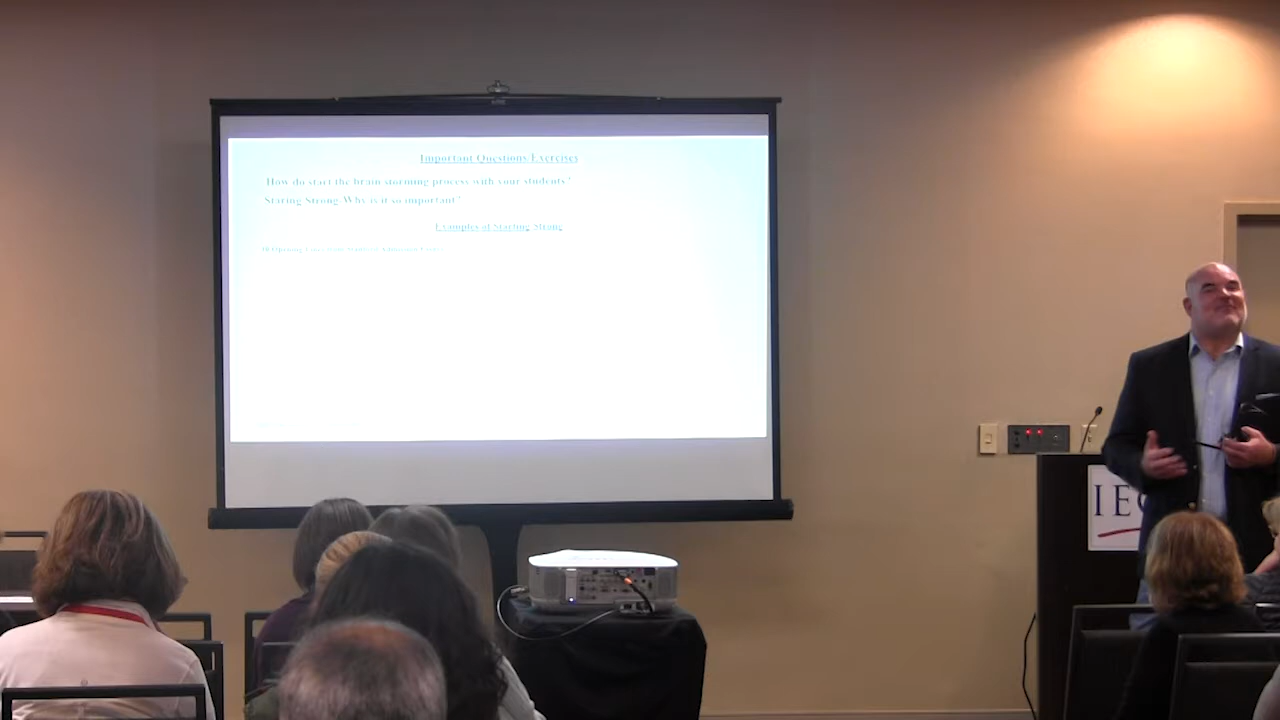 Important Questions/Exercises
How do start the brain storming process with your students?
Staring Strong-Why is it so important?
Examples of Starting Strong
IEC